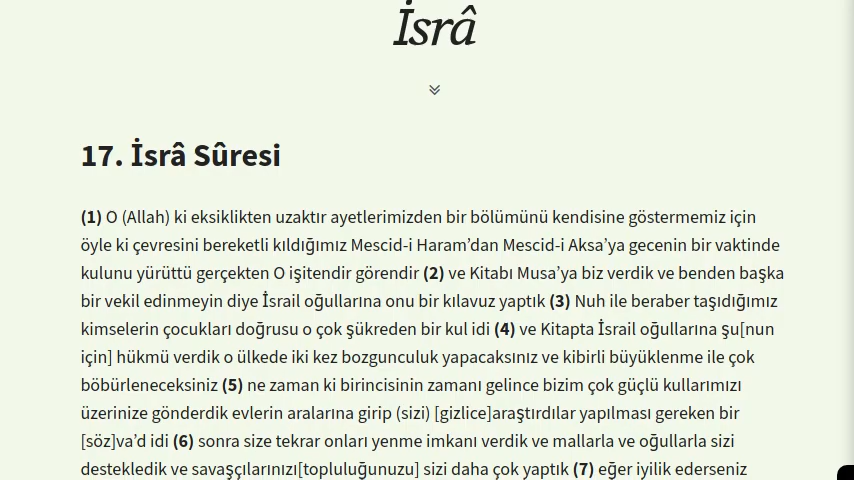 İsrâ
17. İsrâ Sûresi
(1) O (Allah) ki eksiklikten uzaktır ayetlerimizden bir bölümünü kendisine göstermemiz için
öyle ki çevresini bereketli kıldığımız Mescid-i Haram’dan Mescid-i Aksa’ya gecenin bir vaktinde
kulunu yürüttü gerçekten O işitendir görendir (2) ve Kitabı Musa’ya biz verdik ve benden başka
bir vekil edinmeyin diye İsrail oğullarına onu bir kılavuz yaptık (3) Nuh ile beraber taşıdığımız
kimselerin çocukları doğrusu o çok şükreden bir kul idi (4) ve Kitapta İsrail oğullarına şu[nun
için] hükmü verdik o ülkede iki kez bozgunculuk yapacaksınız ve kibirli büyüklenme ile çok
böbürleneceksiniz (5) ne zaman ki birincisinin zamanı gelince bizim çok güçlü kullarımızı
üzerinize gönderdik evlerin aralarına girip (sizi) [gizlice]araştırdılar yapılması gereken bir
[söz]va’d idi (6) sonra size tekrar onları yenme imkanı verdik ve mallarla ve oğullarla sizi
destekledik ve savaşçılarınızı[topluluğunuzu] sizi daha çok yaptık (7) eğer iyilik ederseniz